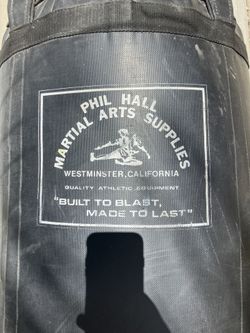 PHIL HALL
MARTIAL ARTS SUPPLIES
WESTMINSTER, CALIFORNIA
QUALITY ATHLETIC EQUIPMENT
"BUILT TO BLAST,
MADE TO LAST"